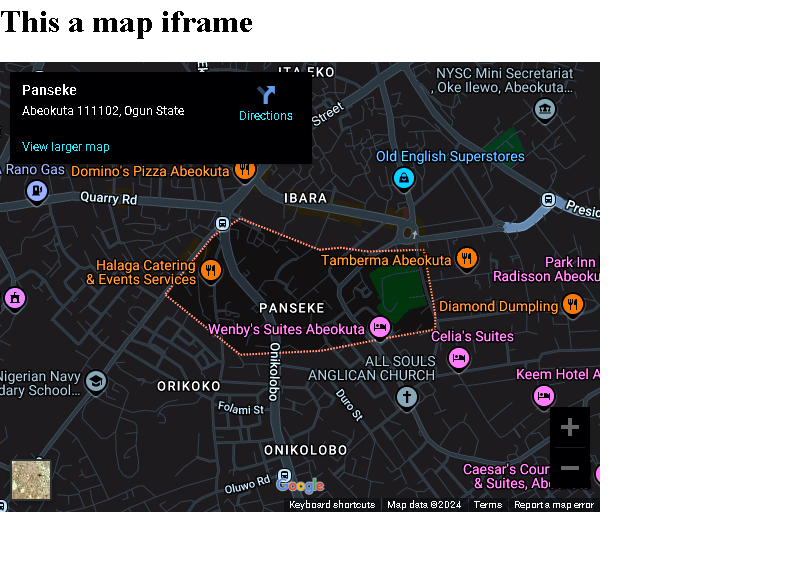 This a map iframe
ITA EKO
NYSC Mini Secretariat
, Oke Ilewo, Abeokuta...
Panseke
Abeokuta 111102, Ogun State
Directions
View larger map
Street
Old English Superstores
Rano Gas
Domino's Pizza Abeokuta
Quarry Rd
IBARA
Presid
Halaga Catering
& Events Services
Tamberma Abeokuta
Park Inn
Radisson Abeoku
PANSEKE
Diamond Dumpling
Wenby's Suites Abeokuta
Celia's Suites
Onikolobo
ALL SOULS
ANGLICAN CHURCH
Nigerian Navy
dary School...
ORIKOKO
Keem Hotel A
Folami St
Duro St
ONIKOLOBO
Caesar's Cour
& Suites, Ab
Oluwo Rd
Google
Keyboard shortcuts
Map data ©2024
Terms
Report a map error